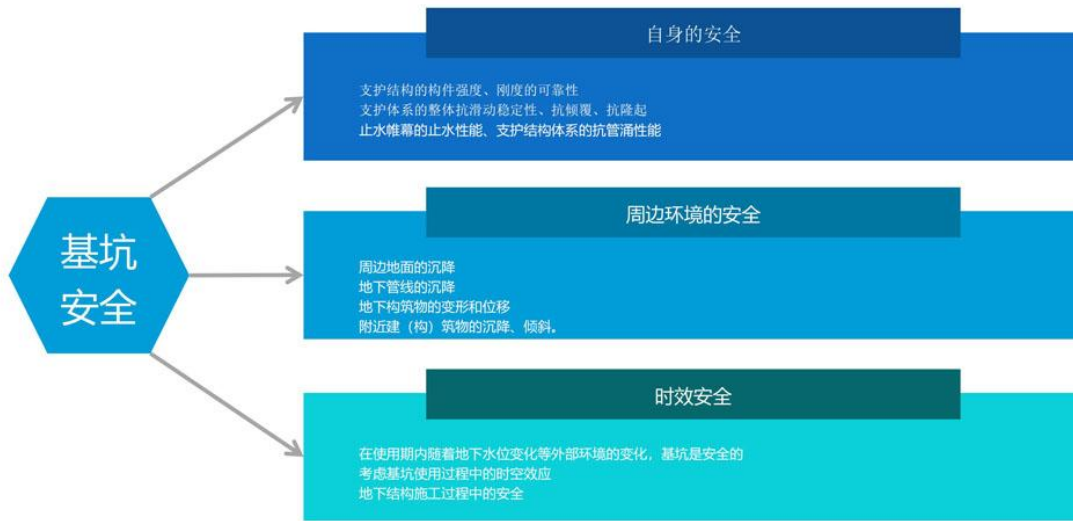 基坑
安全
自身的安全
支护结构的构件强度、刚度的可靠性
支护体系的整体抗滑动稳定性、抗倾覆、抗隆起
止水帷幕的止水性能、支护结构体系的抗管涌性能
周边环境的安全
周边地面的沉降
地下管线的沉降
地下构筑物的变形和位移
附近建（构）筑物的沉降、倾斜。
时效安全
在使用期内随着地下水位变化等外部环境的变化，基坑是安全的
考虑基坑使用过程中的时空效应
地下结构施工过程中的安全